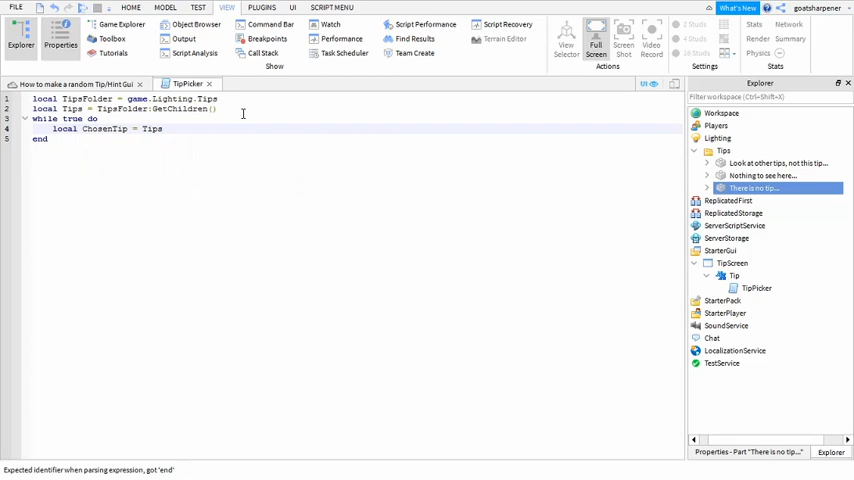 FILE HOME MODEL TEST VIEW PLUGINS UI SCRIPT MENU What's New goatsharpener
Explorer Properties Game Explorer Object Browser Command Bar Watch Script Performance Script Recovery View Selector Full Screen Screen Shot Video Record 2 Studs Stats Network
Toolbox Output Breakpoints Performance Find Results Terrain Editor 4 Studs Render Summary
Tutorials Script Analysis Call Stack Task Scheduler Team Create 16 Studs Physics
Show Actions Settings Stats
How to make a random Tip/Hint Gui TipPicker UI Explorer
Filter workspace (Ctrl+Shift+X)
1 local TipsFolder = game.Lighting.Tips
2 local Tips = TipsFolder:GetChildren()
3 while true do
4 local ChosenTip = Tips
5 end
Workspace
Players
Lighting
Tips
Look at other tips, not this tip...
Nothing to see here...
There is no tip...
ReplicatedFirst
ReplicatedStorage
ServerScriptService
ServerStorage
StarterGui
TipScreen
Tip
TipPicker
StarterPack
StarterPlayer
SoundService
Chat
LocalizationService
TestService
Properties - Part "There is no tip..." Explorer
Expected identifier when parsing expression, got 'end'